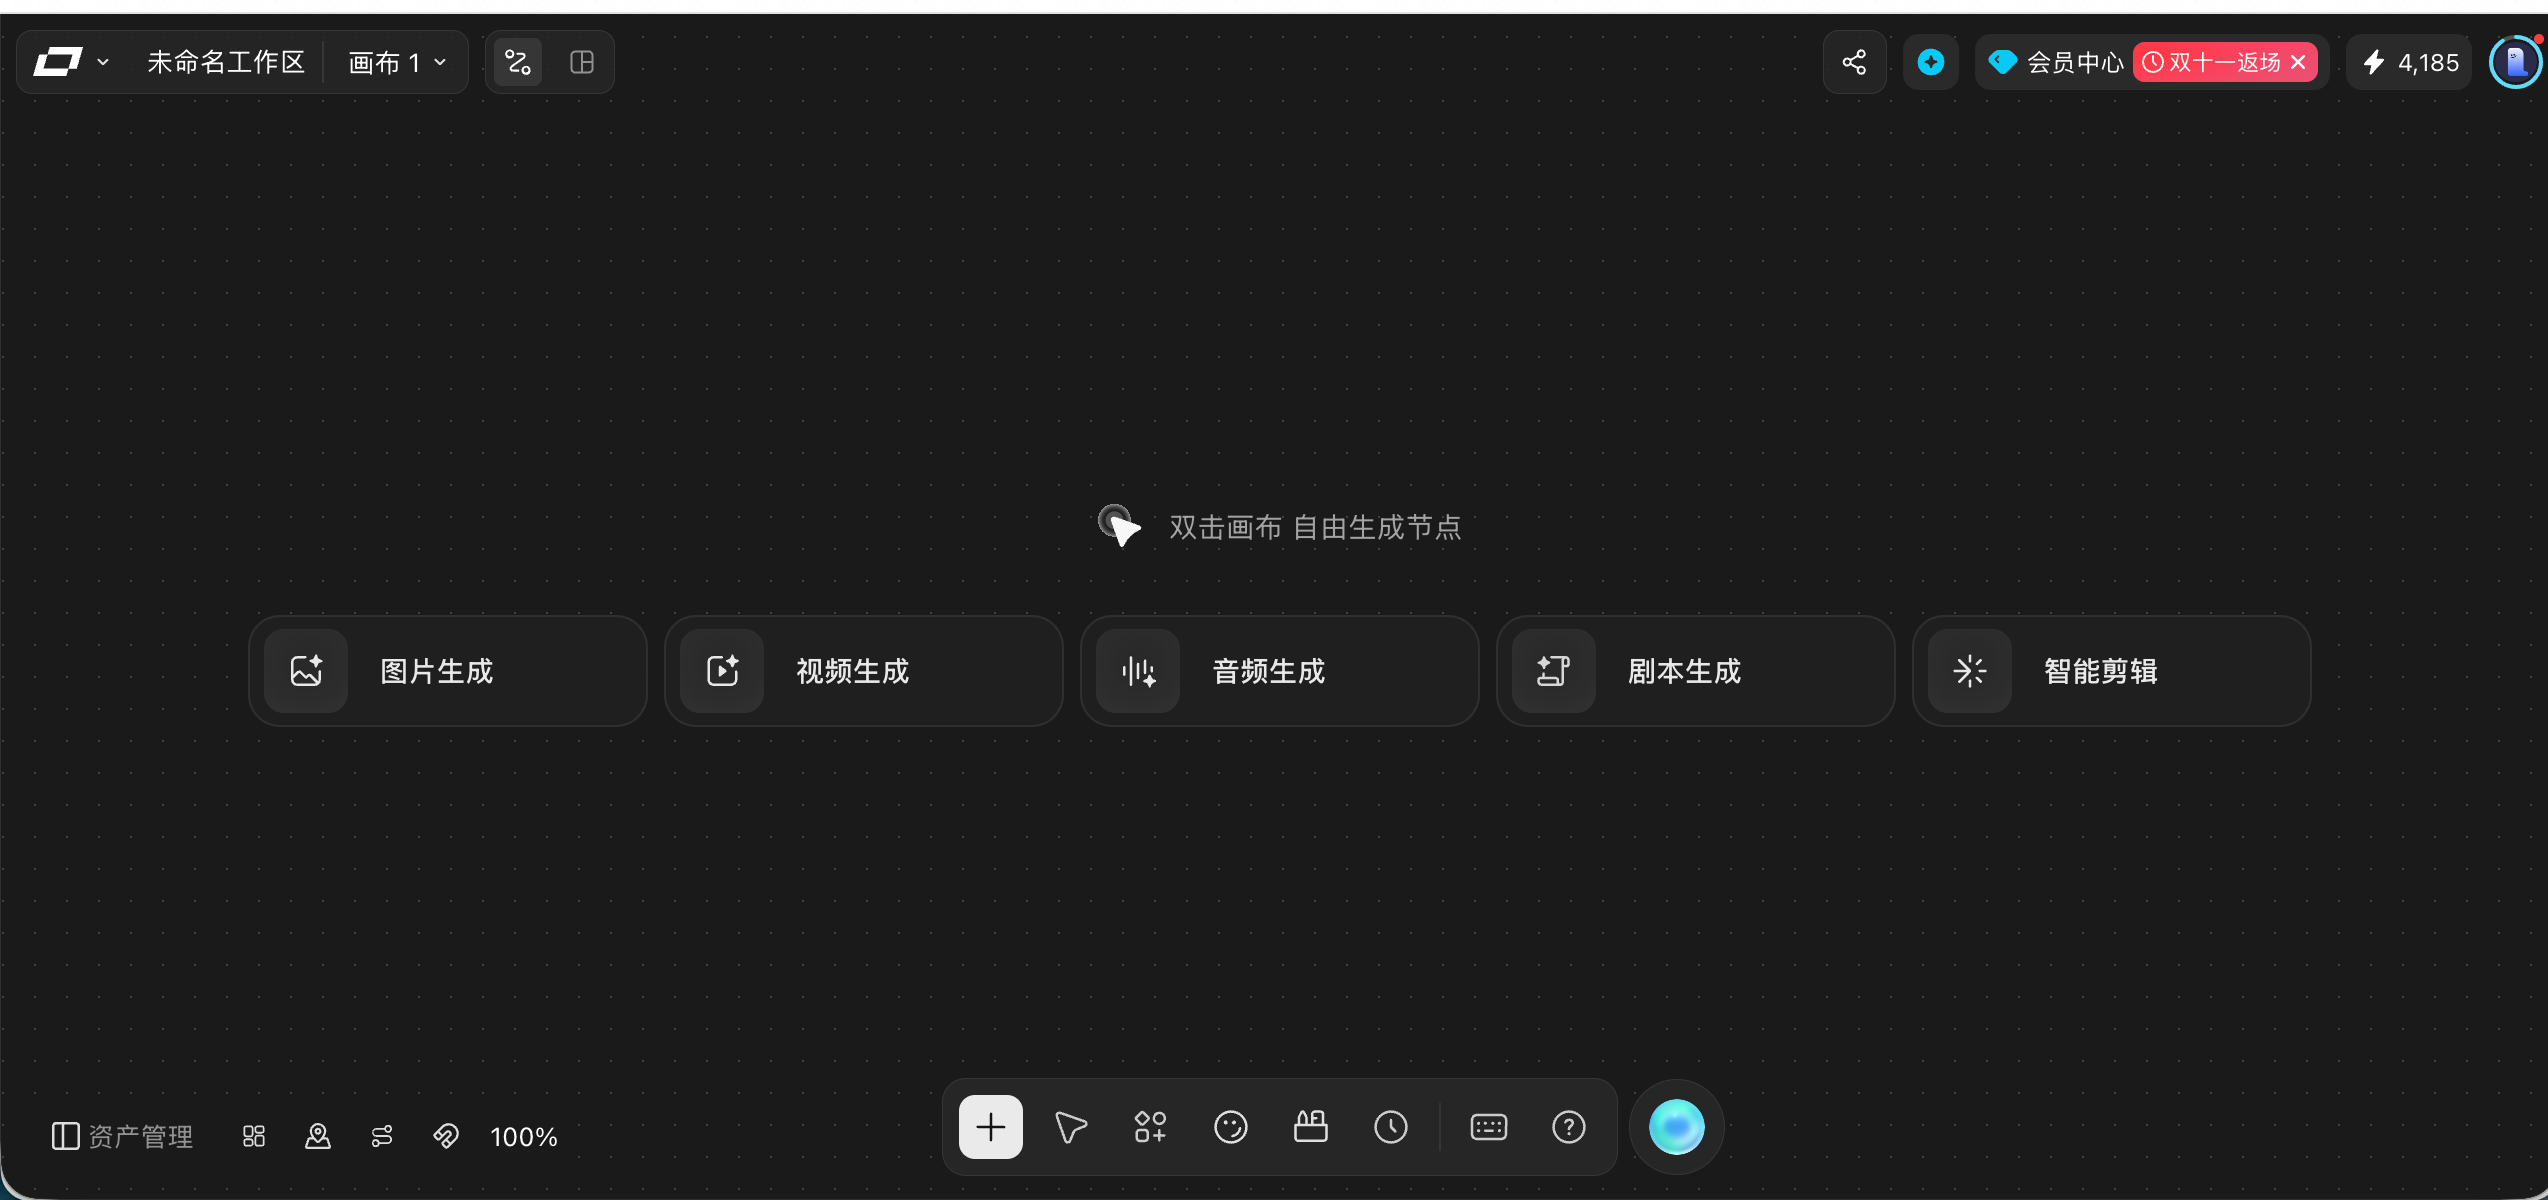 未命名工作区
画布 1
会员中心
双十一返场
4,185
双击画布 自由生成节点
图片生成
视频生成
音频生成
剧本生成
智能剪辑
资产管理
100%